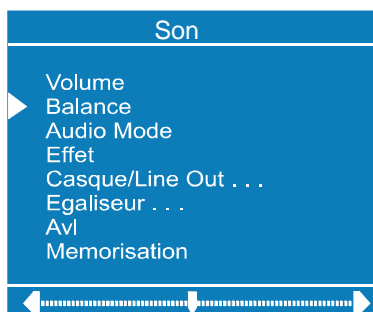 Son
Volume
Balance
Audio Mode
Effet
Casque/Line Out . . .
Egaliseur . . .
Avl
Memorisation